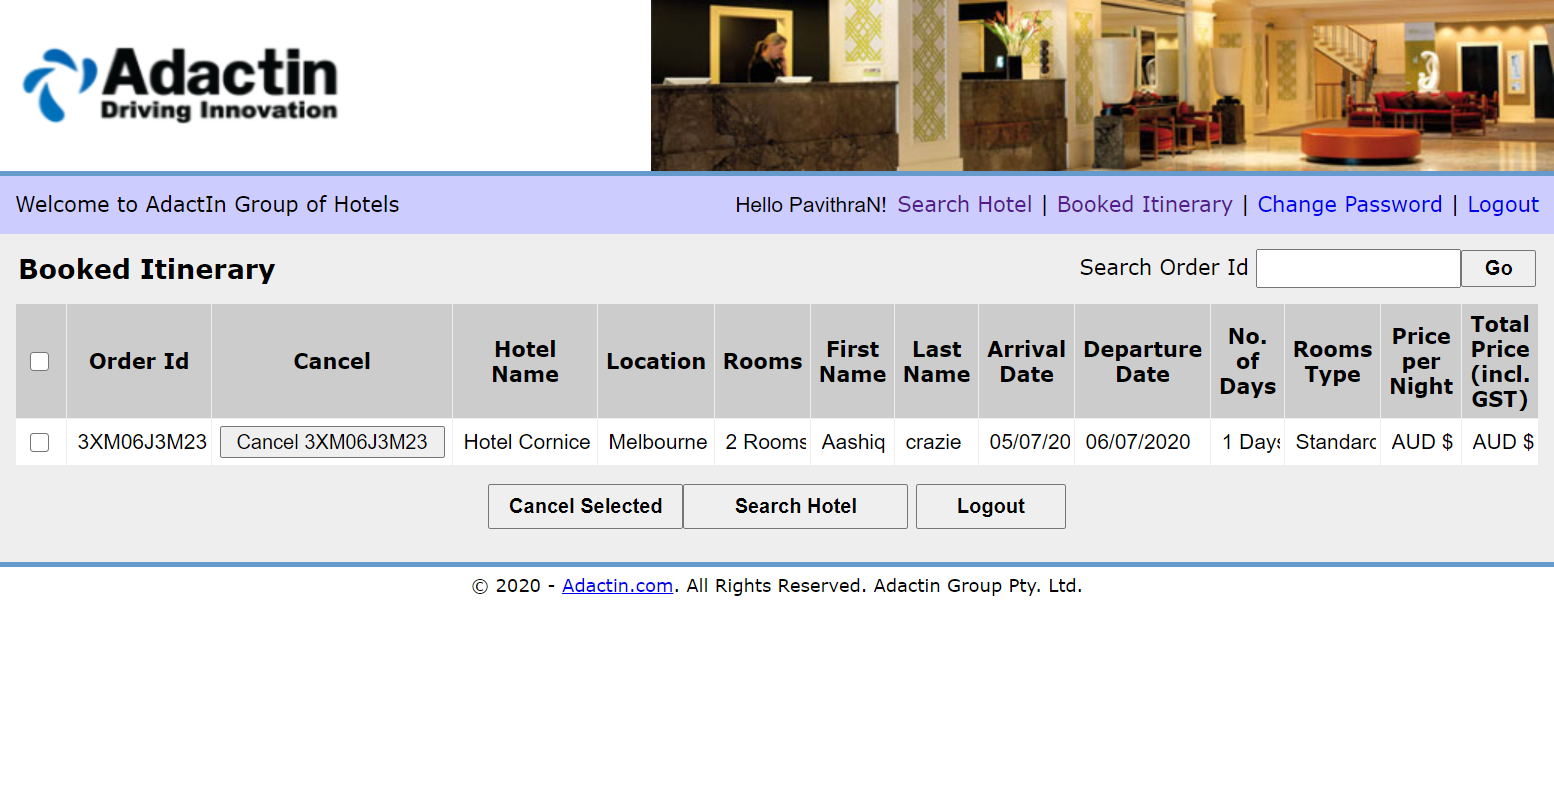 Adactin
Driving Innovation
Welcome to AdactIn Group of Hotels
Hello PavithraN! Search Hotel | Booked Itinerary | Change Password | Logout
Booked Itinerary
Search Order Id Go
Order Id Cancel Hotel Name Location Rooms First Name Last Name Arrival Date Departure Date No. of Days Rooms Type Price per Night Total Price (incl. GST)
3XM06J3M23 Cancel 3XM06J3M23 Hotel Cornice Melbourne 2 Rooms Aashiq crazie 05/07/20 06/07/2020 1 Days Standard AUD $ AUD $
Cancel Selected Search Hotel Logout
© 2020 - Adactin.com. All Rights Reserved. Adactin Group Pty. Ltd.